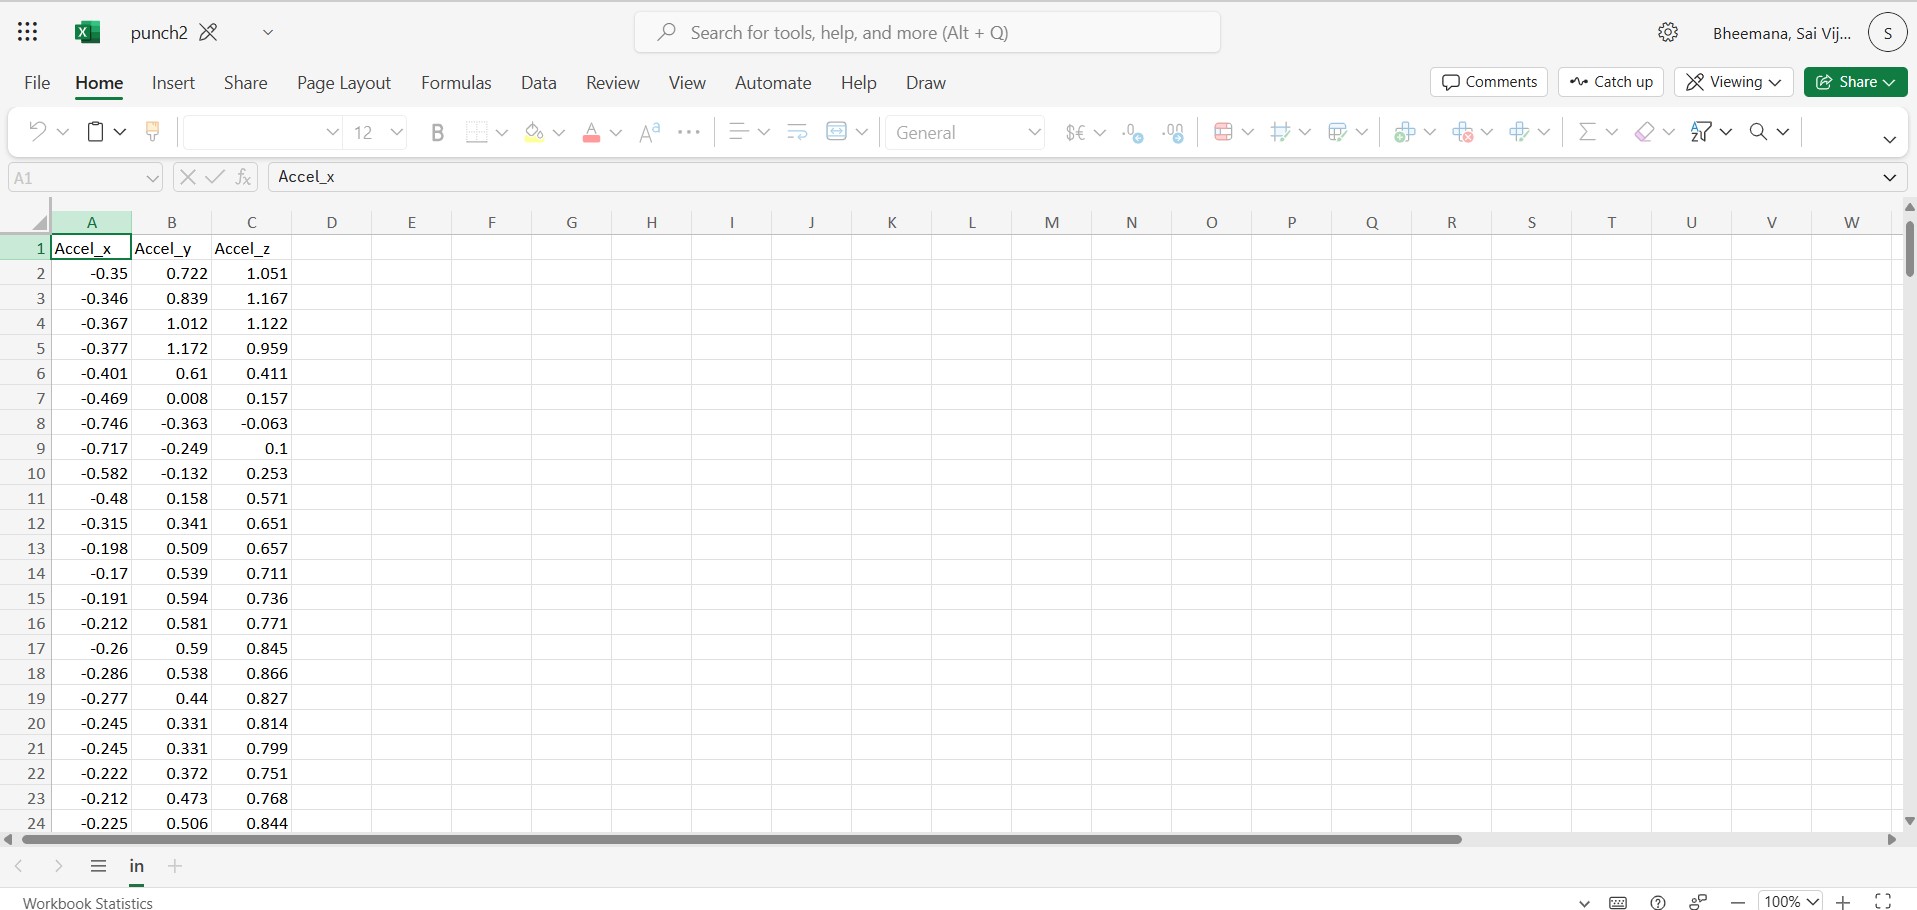 punch2
Search for tools, help, and more (Alt + Q)
Bheemana, Sai Vij...
S
File Home Insert Share Page Layout Formulas Data Review View Automate Help Draw
Comments Catch up Viewing Share
12 B A A^a ... General $€ .0 .00
A1 fx Accel_x
A B C D E F G H I J K L M N O P Q R S T U V W
1 Accel_x Accel_y Accel_z
2 -0.35 0.722 1.051
3 -0.346 0.839 1.167
4 -0.367 1.012 1.122
5 -0.377 1.172 0.959
6 -0.401 0.61 0.411
7 -0.469 0.008 0.157
8 -0.746 -0.363 -0.063
9 -0.717 -0.249 0.1
10 -0.582 -0.132 0.253
11 -0.48 0.158 0.571
12 -0.315 0.341 0.651
13 -0.198 0.509 0.657
14 -0.17 0.539 0.711
15 -0.191 0.594 0.736
16 -0.212 0.581 0.771
17 -0.26 0.59 0.845
18 -0.286 0.538 0.866
19 -0.277 0.44 0.827
20 -0.245 0.331 0.814
21 -0.245 0.331 0.799
22 -0.222 0.372 0.751
23 -0.212 0.473 0.768
24 -0.225 0.506 0.844
in
Workbook Statistics 100%